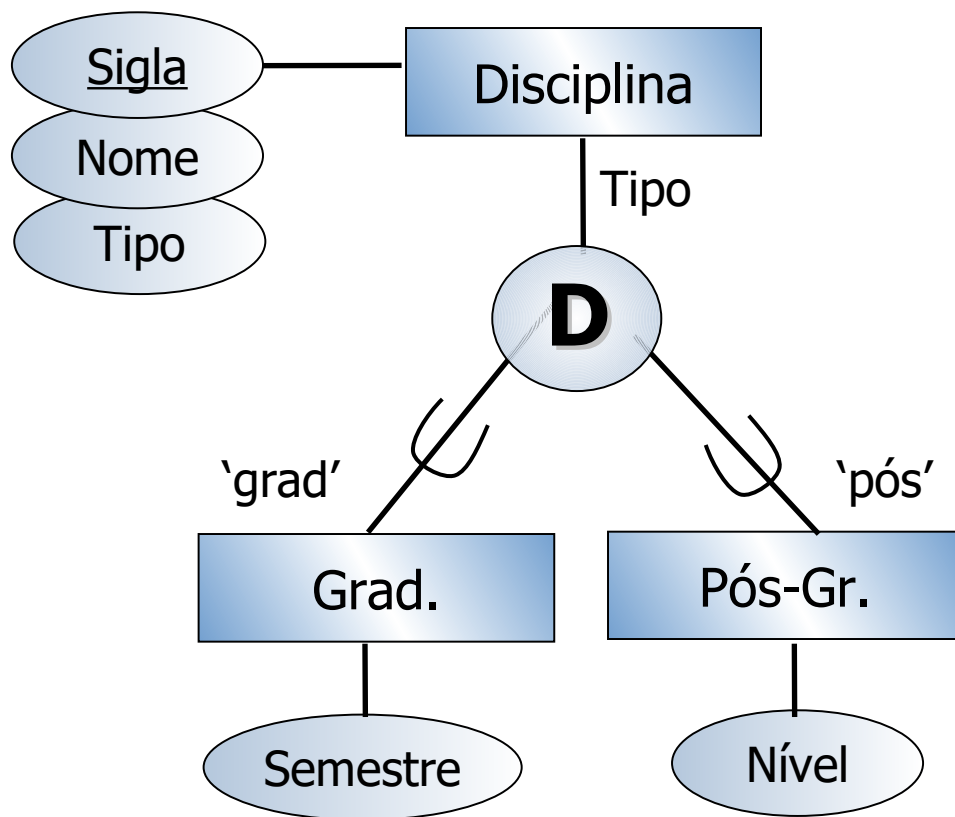 Sigla
Disciplina
Nome
Tipo
Tipo
D
‘grad’
‘pós’
Grad.
Pós-Gr.
Semestre
Nível